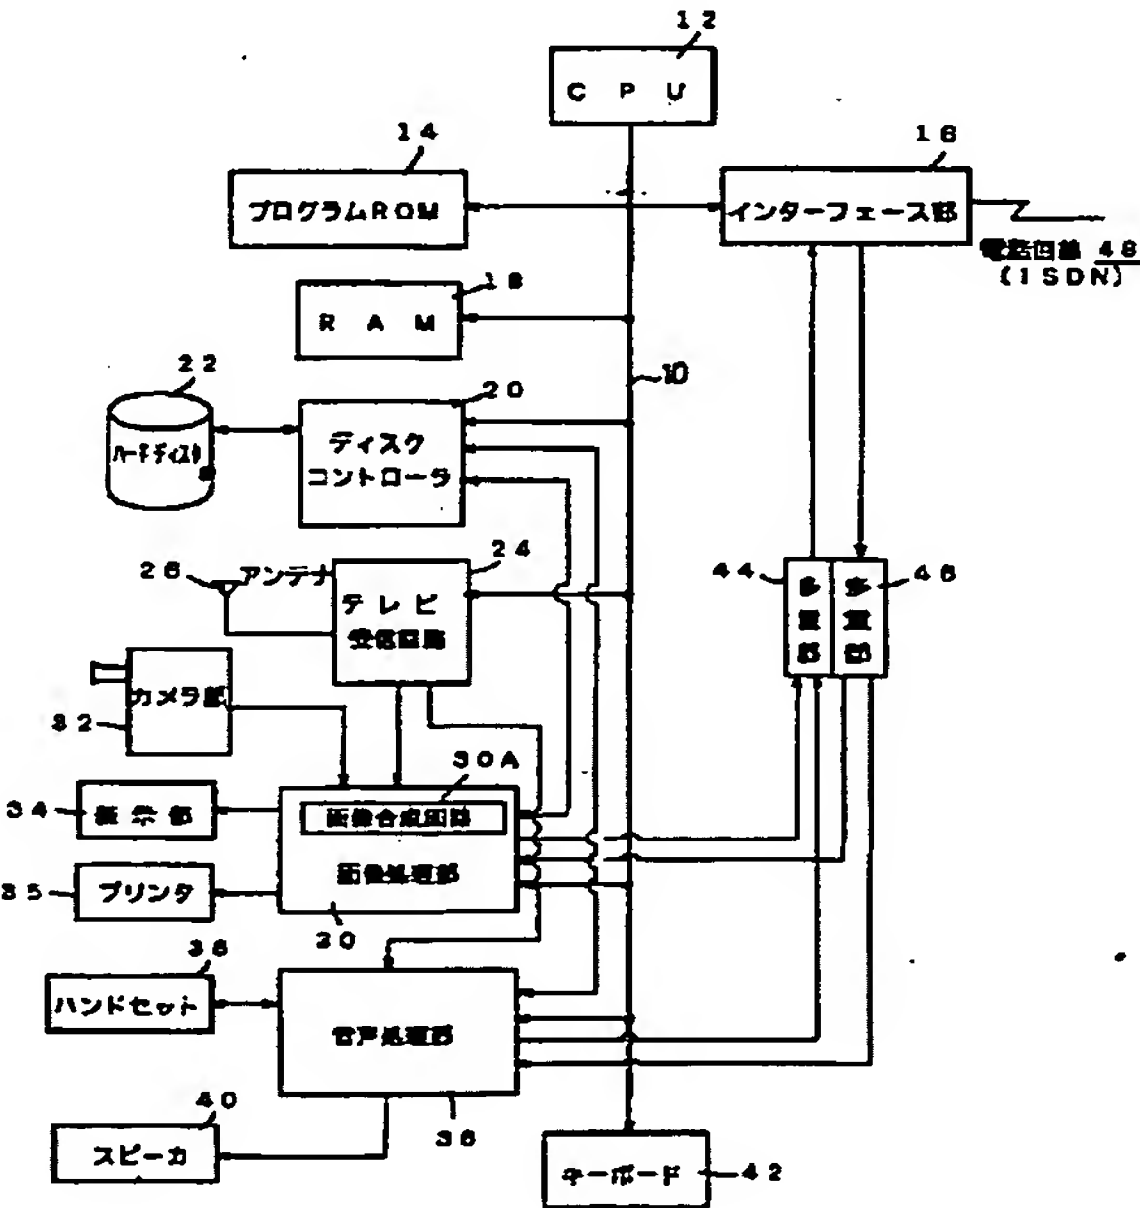 12
CPU
14
プログラムROM
16
インターフェース部
電話回線 48
(ISDN)
18
RAM
10
22
ハードディスク
20
ディスク
コントローラ
26
アンテナ
24
テレビ
受信回路
44
多重部
46
多重部
カメラ部
32
30A
画像合成回路
画像処理部
30
34
表示部
35
プリンタ
38
ハンドセット
音声処理部
36
40
スピーカ
キーボード
42